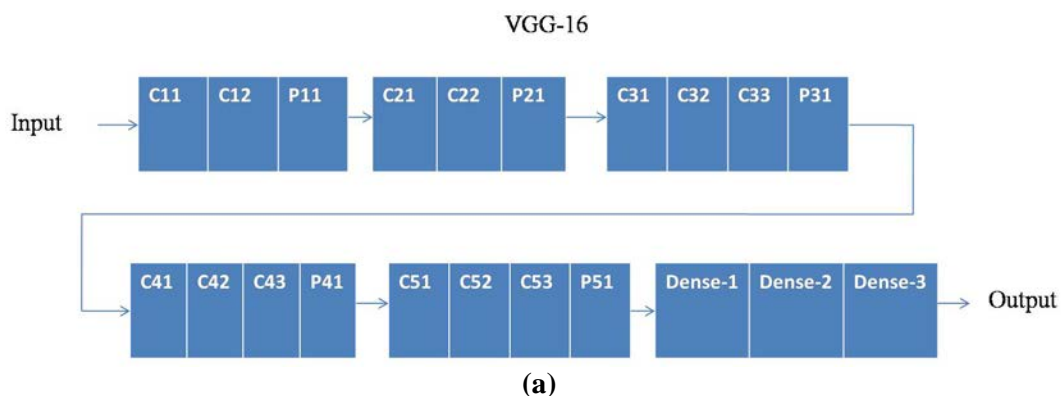 VGG-16
Input
C11 C12 P11
C21 C22 P21
C31 C32 C33 P31
C41 C42 C43 P41
C51 C52 C53 P51
Dense-1 Dense-2 Dense-3
Output
(a)